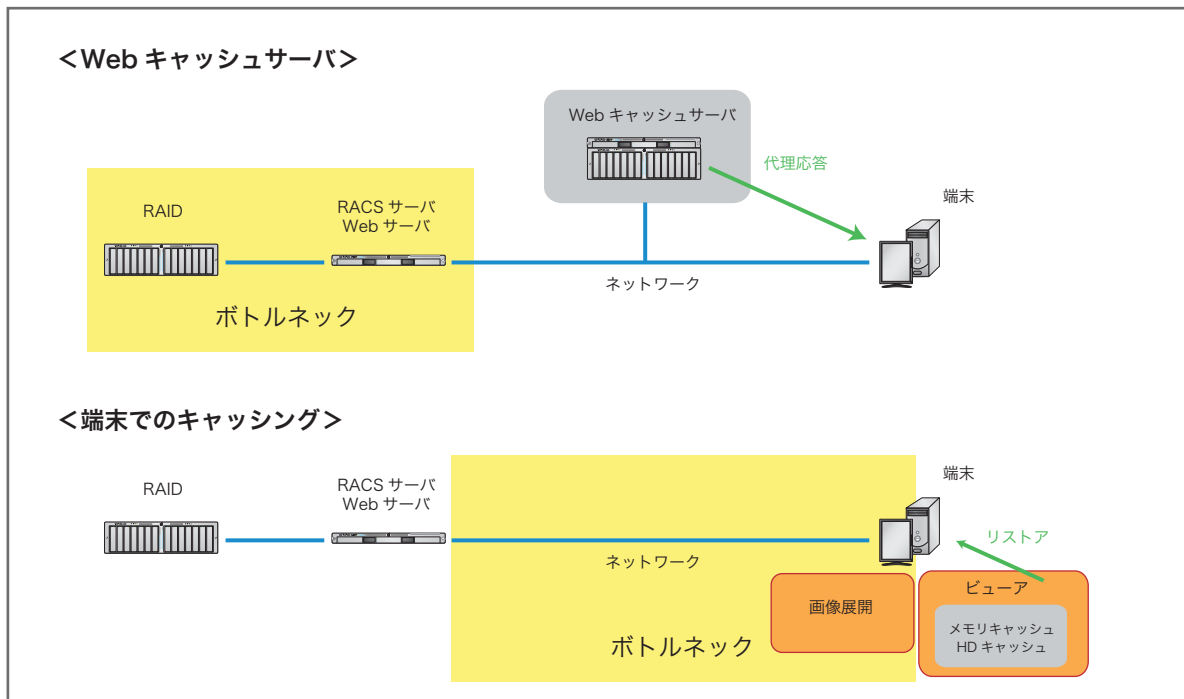 ＜Web キャッシュサーバ＞
Web キャッシュサーバ
代理応答
RAID
RACS サーバ
Web サーバ
端末
ネットワーク
ボトルネック
＜端末でのキャッシング＞
RAID
RACS サーバ
Web サーバ
端末
リストア
ネットワーク
画像展開
ビューア
メモリキャッシュ
HD キャッシュ
ボトルネック